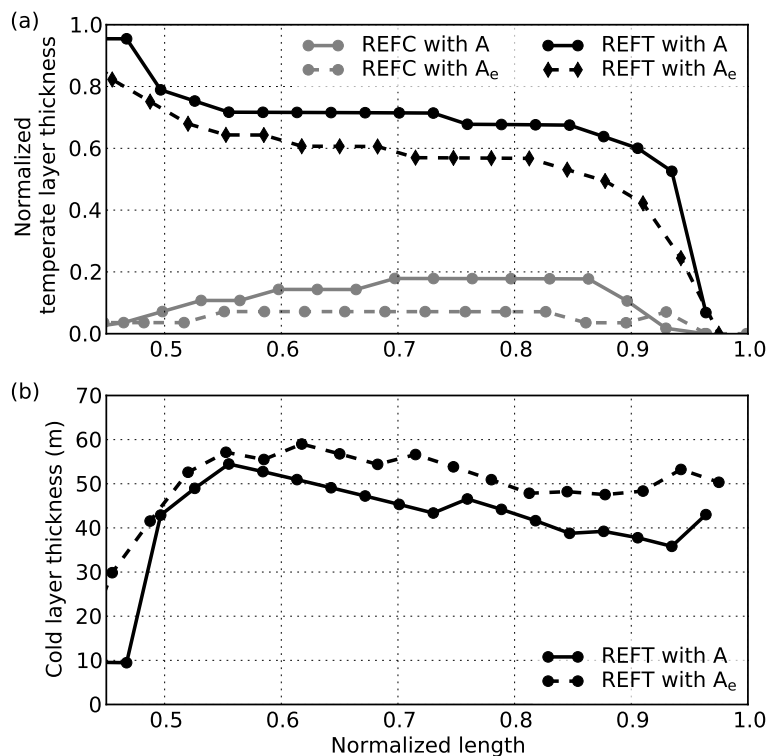 (a)
1.0
0.8
0.6
0.4
0.2
0.0
Normalized
temperate layer thickness
REFC with A
REFC with Aₑ
REFT with A
REFT with Aₑ
0.5 0.6 0.7 0.8 0.9 1.0
(b)
70
60
50
40
30
20
10
0
Cold layer thickness (m)
REFT with A
REFT with Aₑ
0.5 0.6 0.7 0.8 0.9 1.0
Normalized length